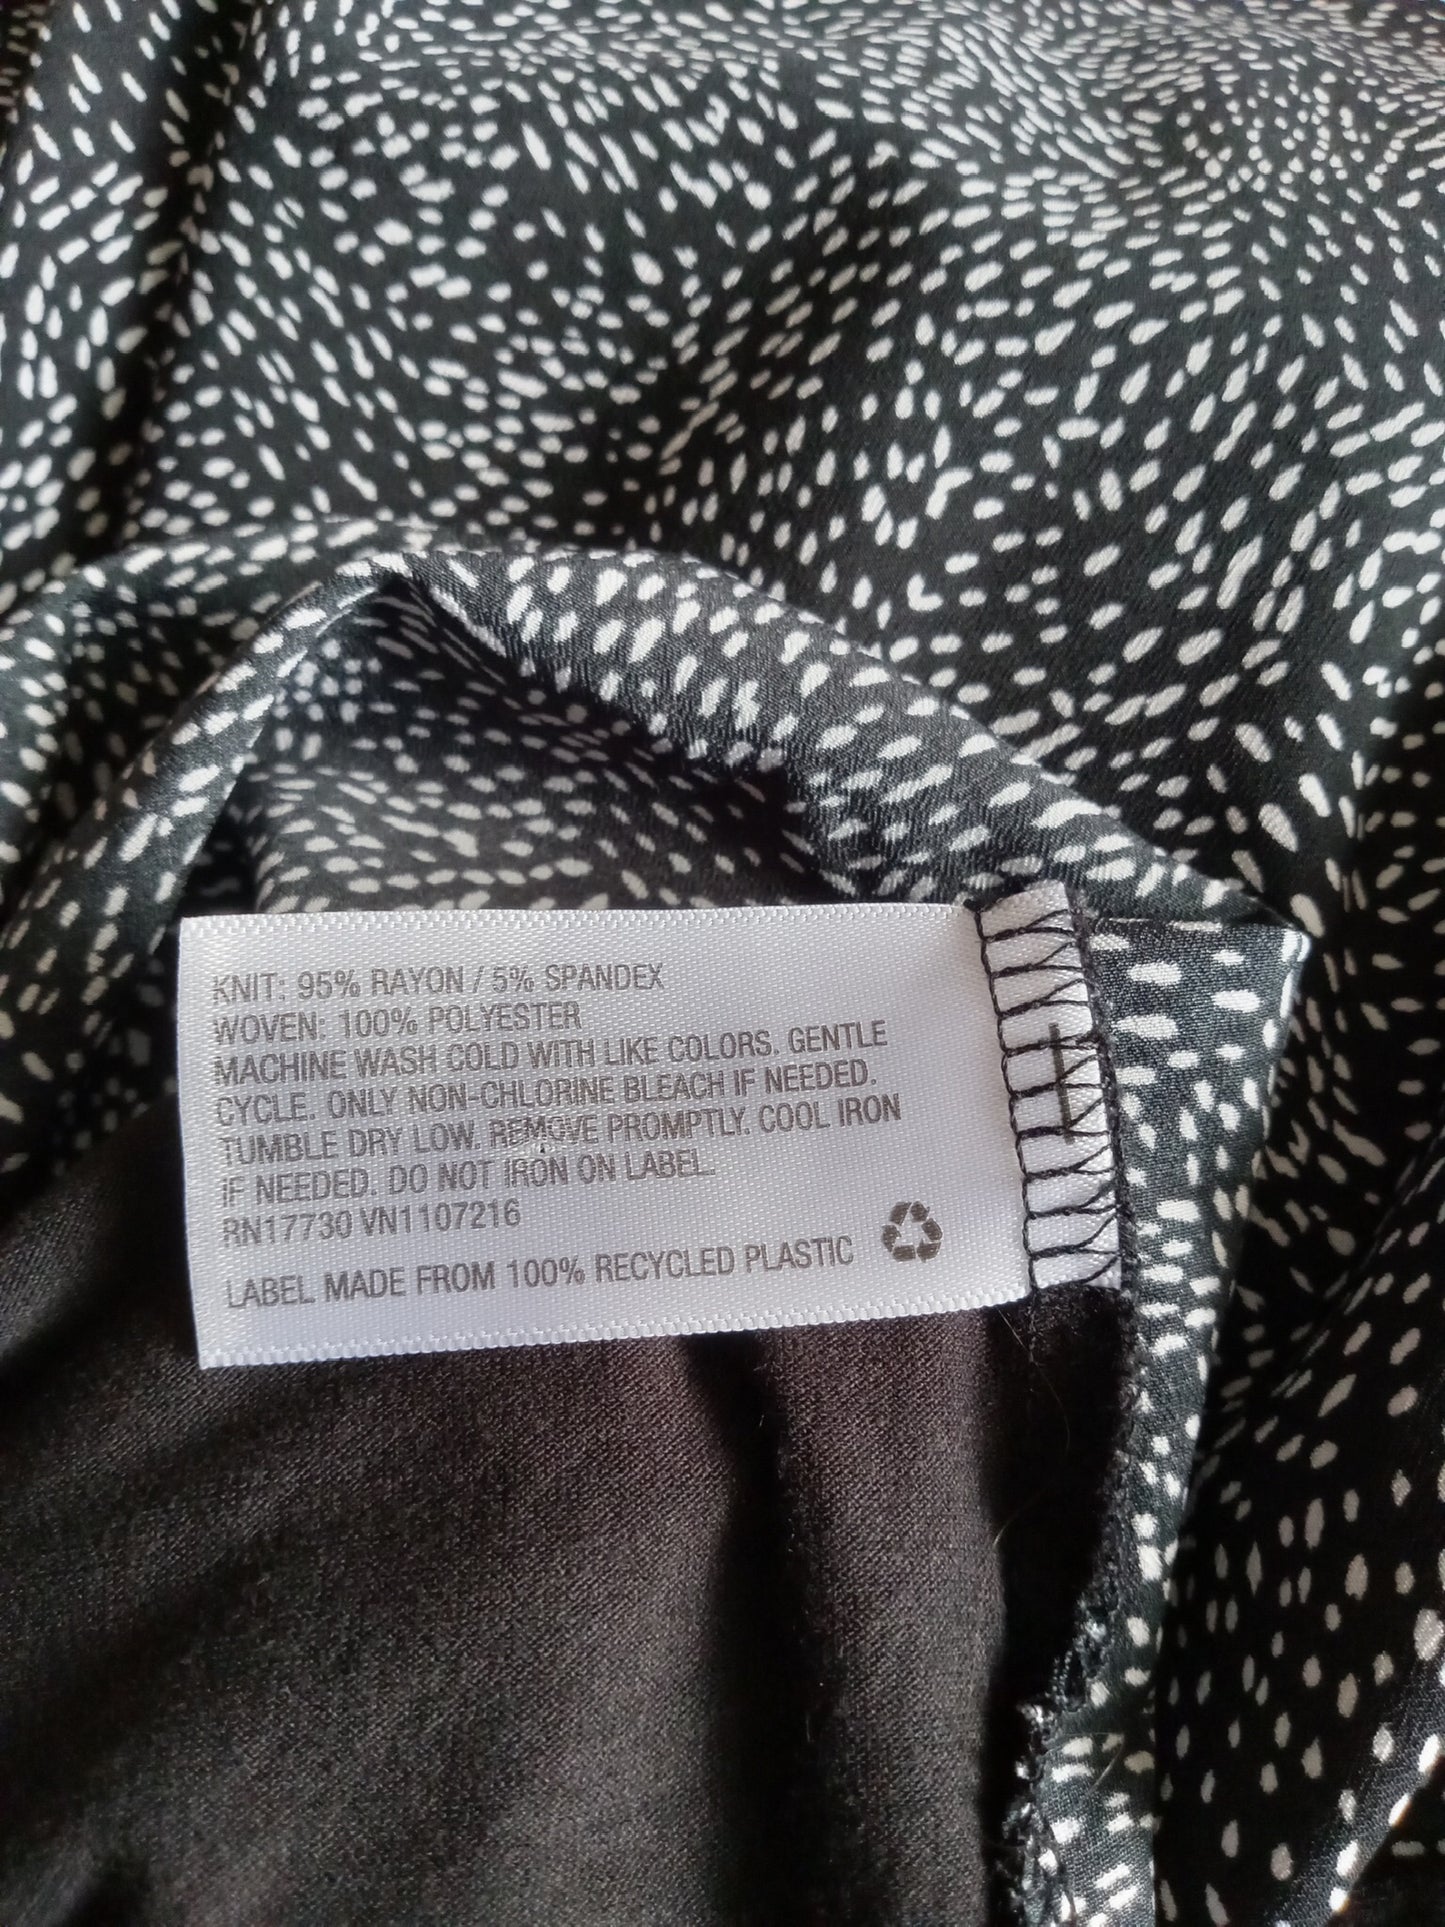 KNIT: 95% RAYON / 5% SPANDEX
WOVEN: 100% POLYESTER
MACHINE WASH COLD WITH LIKE COLORS. GENTLE
CYCLE. ONLY NON-CHLORINE BLEACH IF NEEDED.
TUMBLE DRY LOW. REMOVE PROMPTLY. COOL IRON
IF NEEDED. DO NOT IRON ON LABEL.
RN17730 VN1107216
LABEL MADE FROM 100% RECYCLED PLASTIC